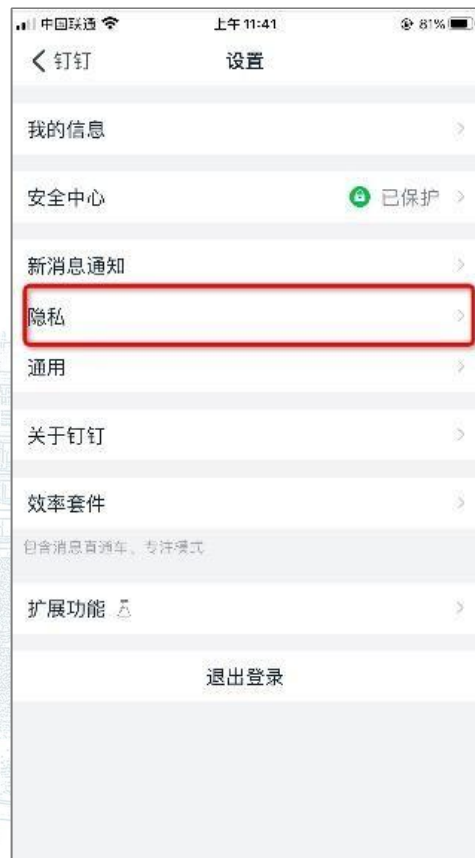 中国联通 上午11:41 81%
钉钉 设置
我的信息
安全中心 已保护
新消息通知
隐私
通用
关于钉钉
效率套件
包含消息直通车、专注模式
扩展功能
退出登录